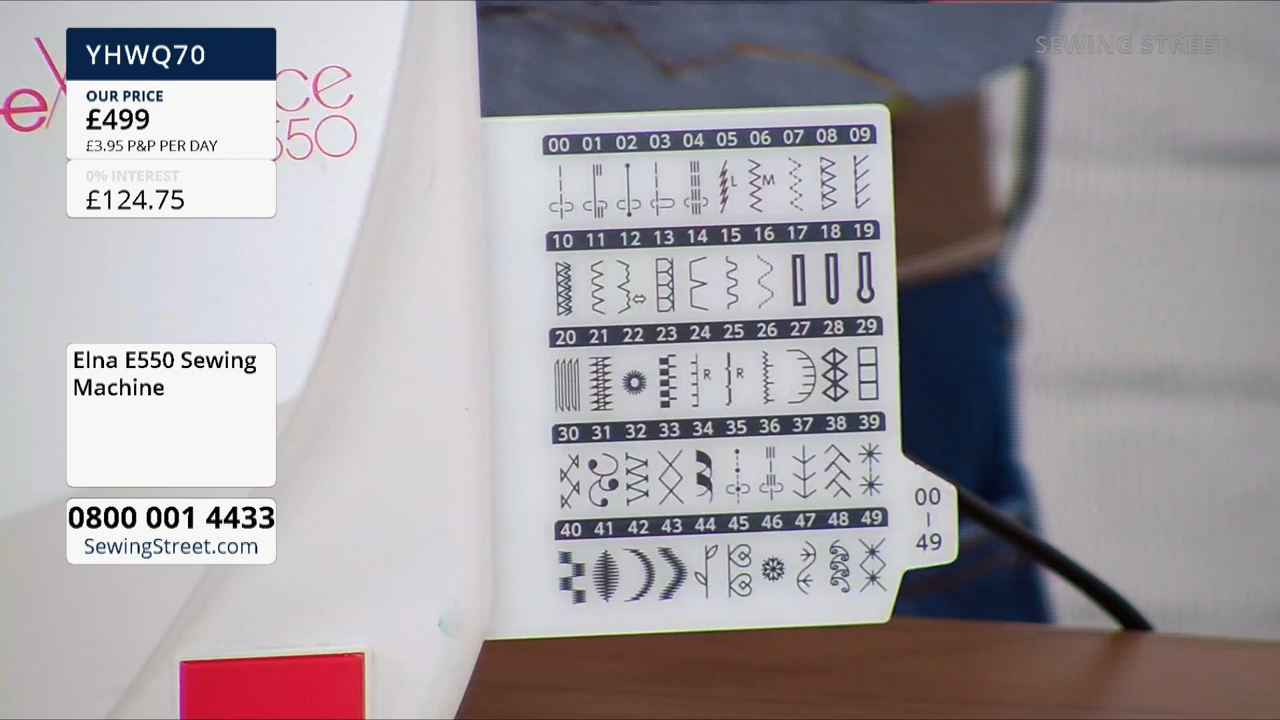 SEWING STREET
YHWQ70
OUR PRICE
£499
£3.95 P&P PER DAY
0% INTEREST
£124.75
Elna E550 Sewing
Machine
0800 001 4433
SewingStreet.com
550
00 01 02 03 04 05 06 07 08 09
L M
10 11 12 13 14 15 16 17 18 19
20 21 22 23 24 25 26 27 28 29
R R
30 31 32 33 34 35 36 37 38 39
40 41 42 43 44 45 46 47 48 49
00
49